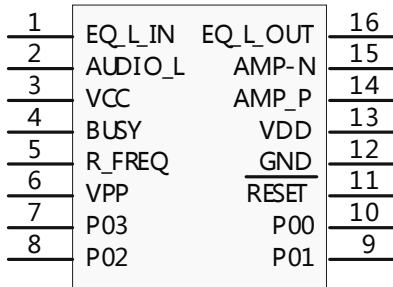 1 EQ_L_IN EQ_L_OUT 16
2 AUDIO_L AMP-N 15
3 VCC AMP_P 14
4 BUSY VDD 13
5 R_FREQ GND 12
6 VPP RESET 11
7 P03 P00 10
8 P02 P01 9